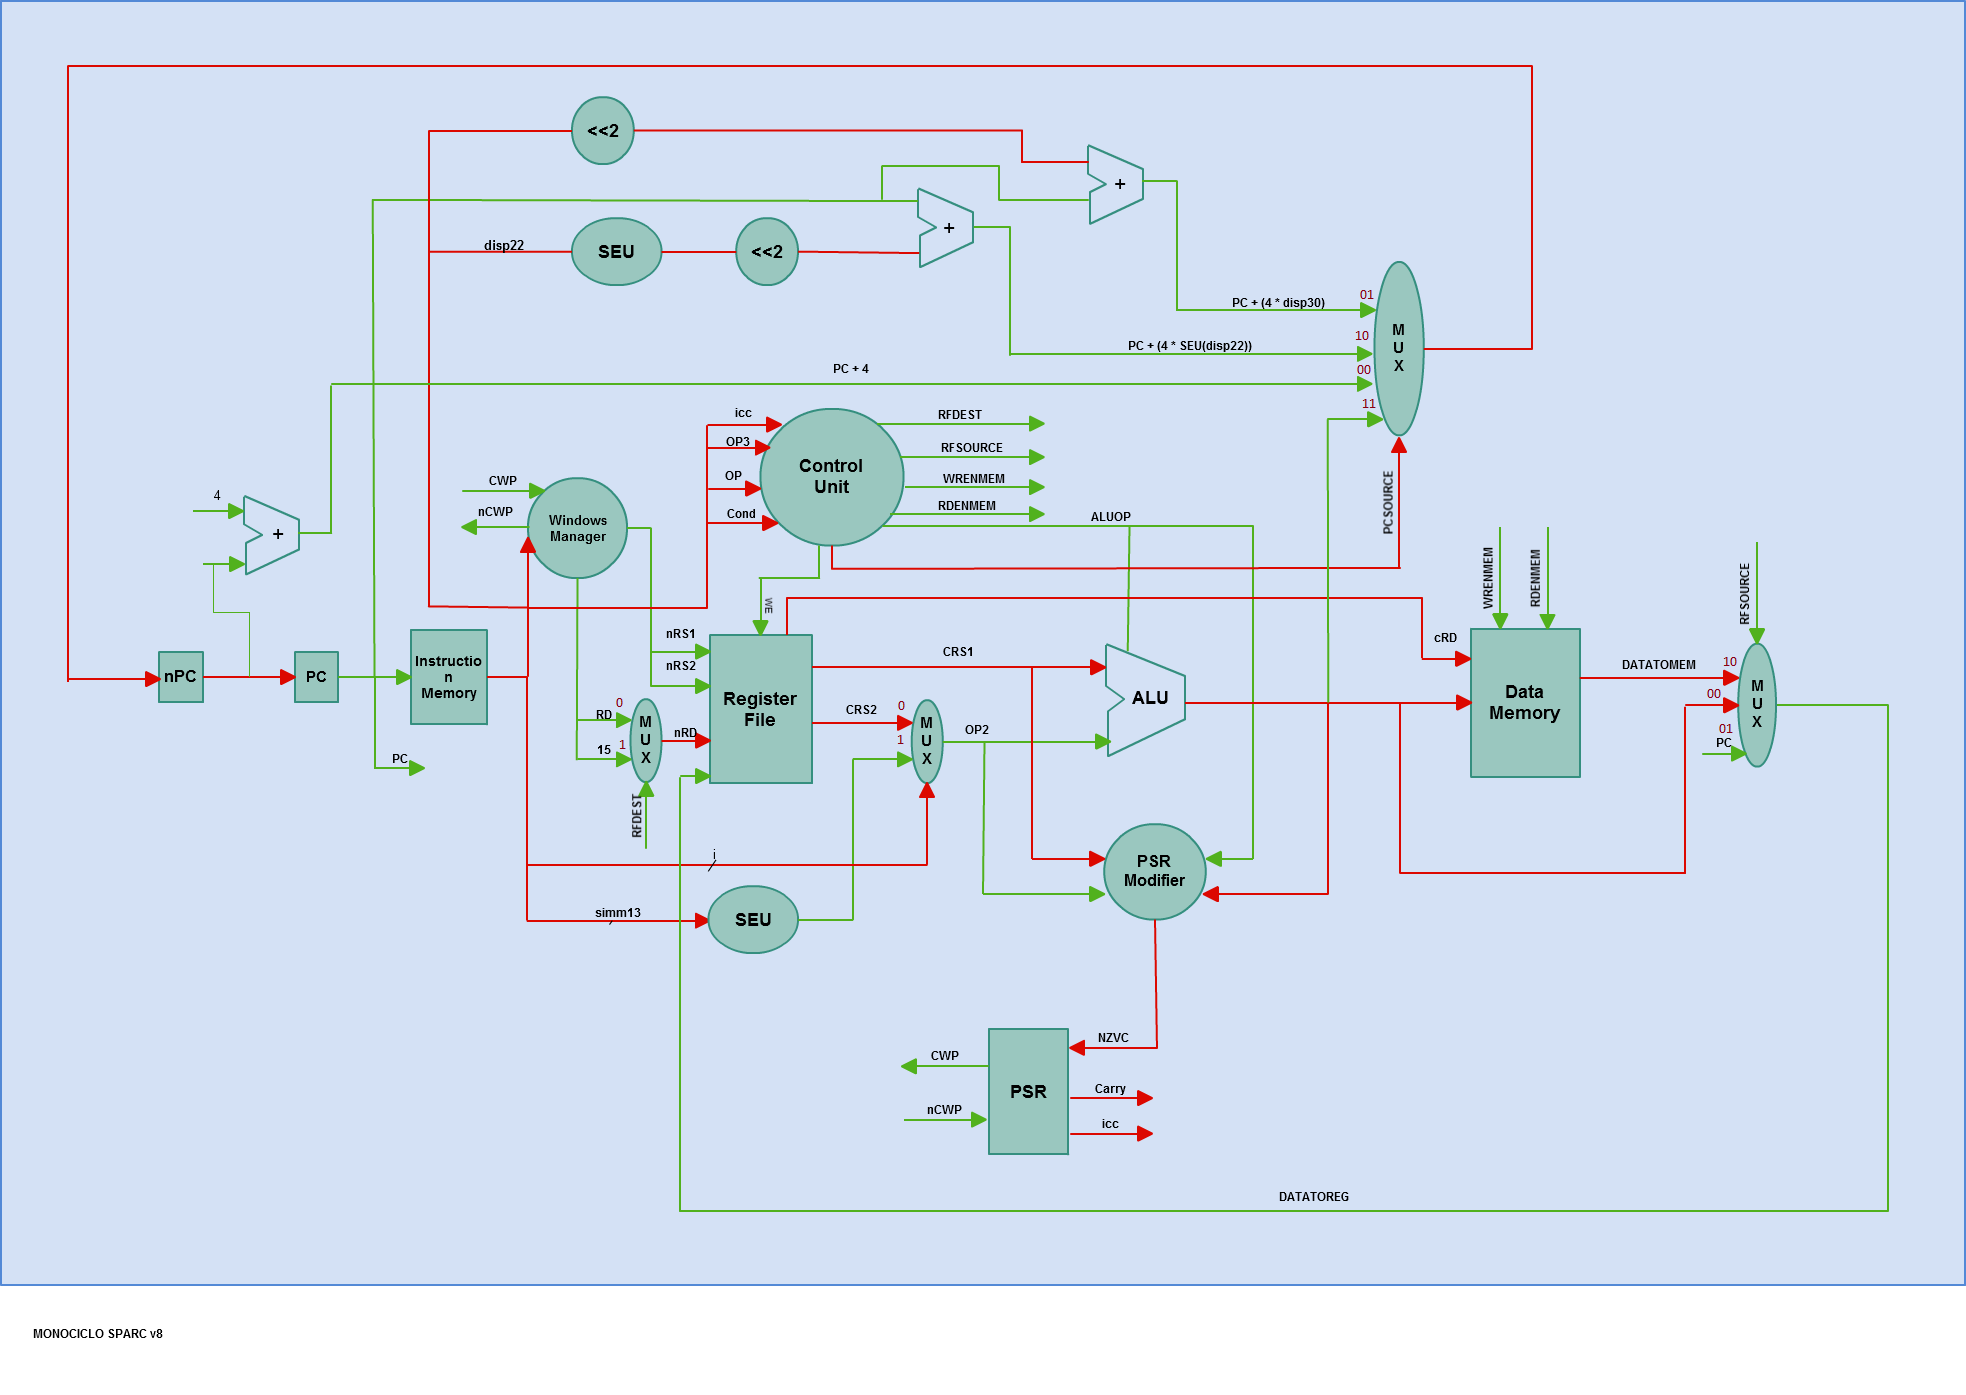 <<2
+
disp22
SEU
<<2
+
01
PC + (4 * disp30)
10
PC + (4 * SEU(disp22))
M
U
X
PC + 4
00
11
icc
OP3
OP
Cond
Control
Unit
RFDEST
RFSOURCE
WRENMEM
RDENMEM
ALUOP
PCSOURCE
CWP
nCWP
Windows
Manager
4
+
WE
nRS1
nRS2
nPC
PC
Instructio
n
Memory
PC
RD
0
15
1
M
U
X
nRD
RFDEST
Register
File
CRS1
CRS2
0
1
M
U
X
OP2
ALU
cRD
WRENMEM
RDENMEM
Data
Memory
DATATOMEM
RFSOURCE
10
00
01
PC
M
U
X
i
simm13
SEU
PSR
Modifier
NZVC
CWP
nCWP
PSR
Carry
icc
DATATOREG
MONOCICLO SPARC v8